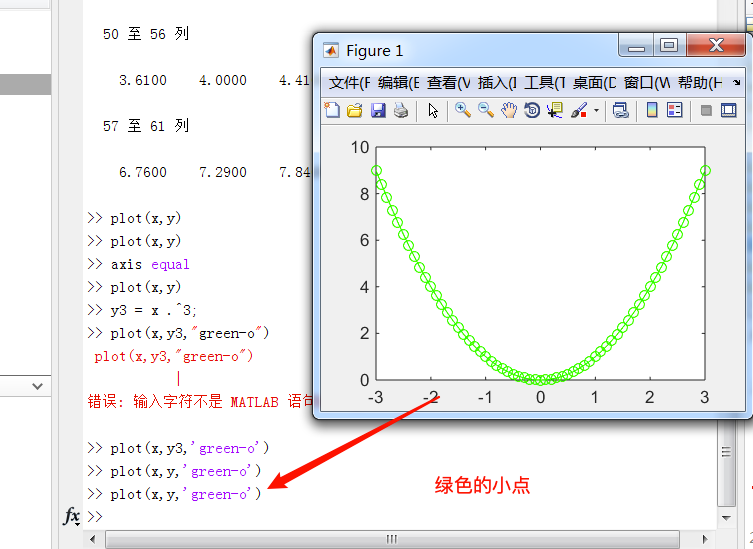 50 至 56 列
3.6100 4.0000 4.41
57 至 61 列
6.7600 7.2900 7.84
>> plot(x,y)
>> plot(x,y)
>> axis equal
>> plot(x,y)
>> y3 = x .^3;
>> plot(x,y3,"green-o")
plot(x,y3,"green-o")
|
错误: 输入字符不是 MATLAB 语句
>> plot(x,y3,'green-o')
>> plot(x,y,'green-o')
>> plot(x,y,'green-o')
fx >>
Figure 1
文件(F 编辑(E 查看(V 插入(I 工具(T 桌面(D 窗口(W 帮助(H
10
8
6
4
2
0
-3 -2 -1 0 1 2 3
绿色的小点